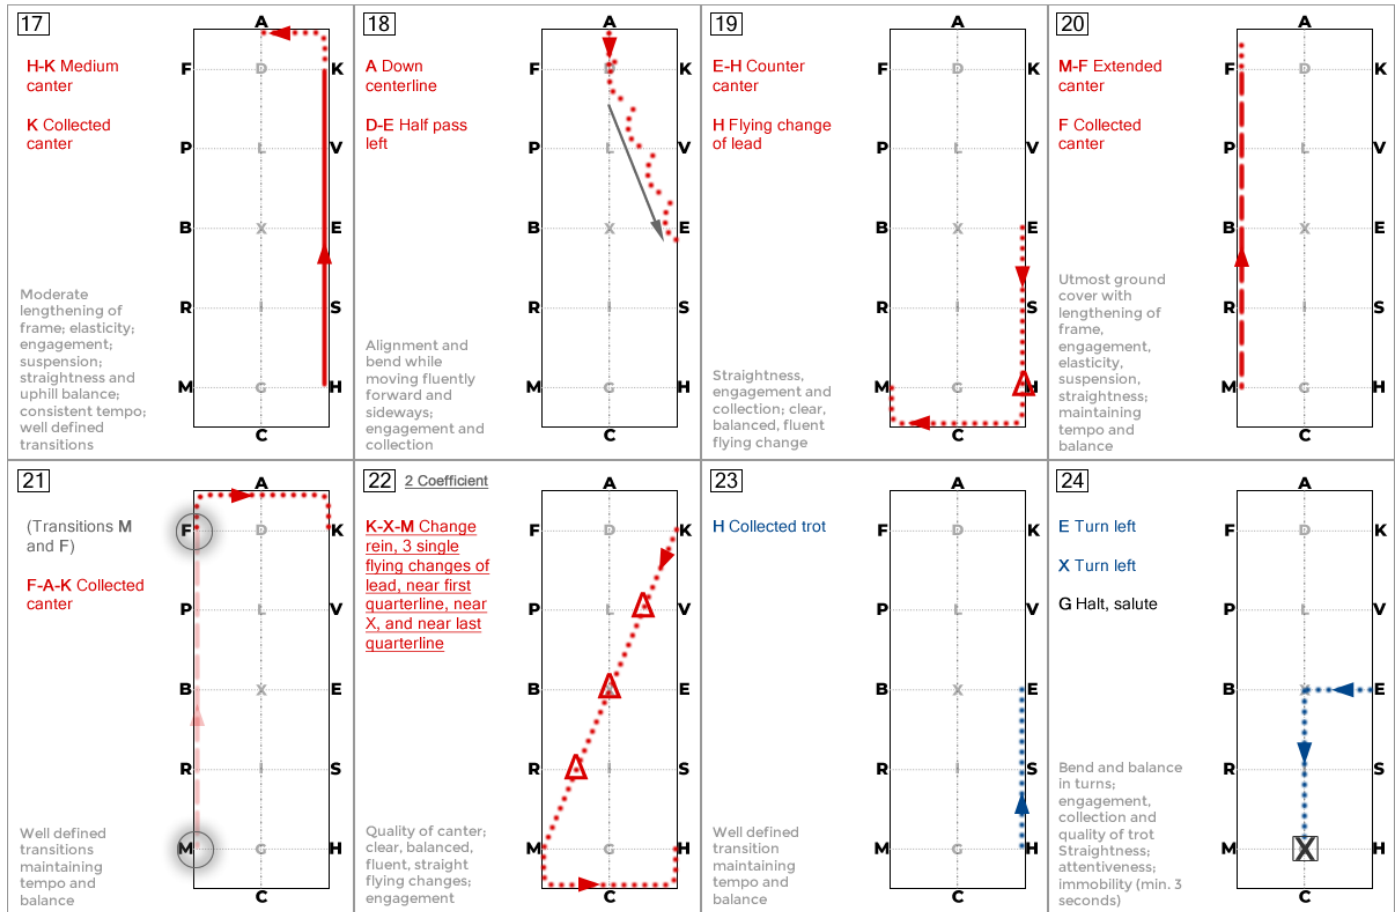 17
H-K Medium
canter
K Collected
canter
Moderate
lengthening of
frame; elasticity;
engagement;
suspension;
straightness and
uphill balance;
consistent tempo;
well defined
transitions
A
F D K
P L V
B X E
R I S
M G H
C
18
A Down
centerline
D-E Half pass
left
Alignment and
bend while
moving fluently
forward and
sideways;
engagement and
collection
A
F D K
P L V
B X E
R I S
M G H
C
19
E-H Counter
canter
H Flying change
of lead
Straightness,
engagement and
collection; clear,
balanced, fluent
flying change
A
F D K
P L V
B X E
R I S
M G H
C
20
M-F Extended
canter
F Collected
canter
Utmost ground
cover with
lengthening of
frame,
engagement,
elasticity,
suspension,
straightness;
maintaining
tempo and
balance
A
F D K
P L V
B X E
R I S
M G H
C
21
(Transitions M
and F)
F-A-K Collected
canter
Well defined
transitions
maintaining
tempo and
balance
A
F D K
P L V
B X E
R I S
M G H
C
22 2 Coefficient
K-X-M Change
rein, 3 single
flying changes of
lead, near first
quarterline, near
X, and near last
quarterline
Quality of canter;
clear, balanced,
fluent, straight
flying changes;
engagement
A
F D K
P L V
B X E
R I S
M G H
C
23
H Collected trot
Well defined
transition
maintaining
tempo and
balance
A
F D K
P L V
B X E
R I S
M G H
C
24
E Turn left
X Turn left
G Halt, salute
Bend and balance
in turns;
engagement,
collection and
quality of trot
Straightness;
attentiveness;
immobility (min. 3
seconds)
A
F D K
P L V
B X E
R I S
M X H
C